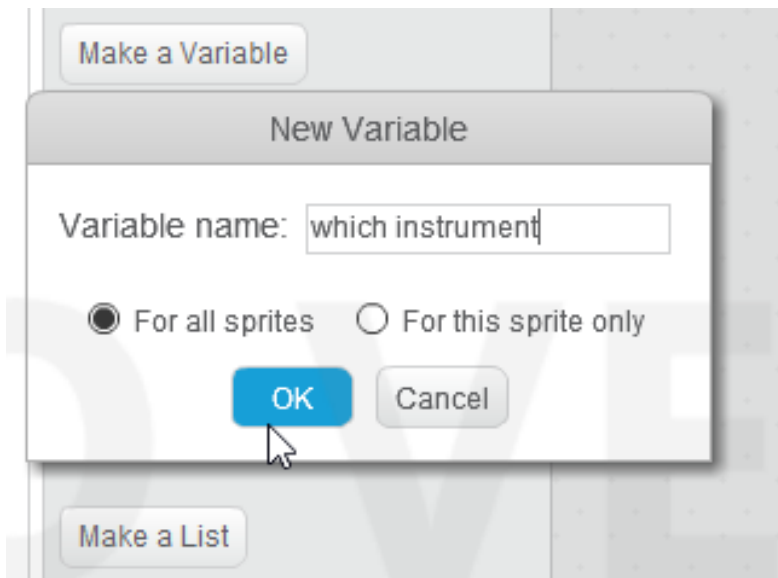 Make a Variable
New Variable
Variable name: which instrument
For all sprites For this sprite only
OK Cancel
Make a List